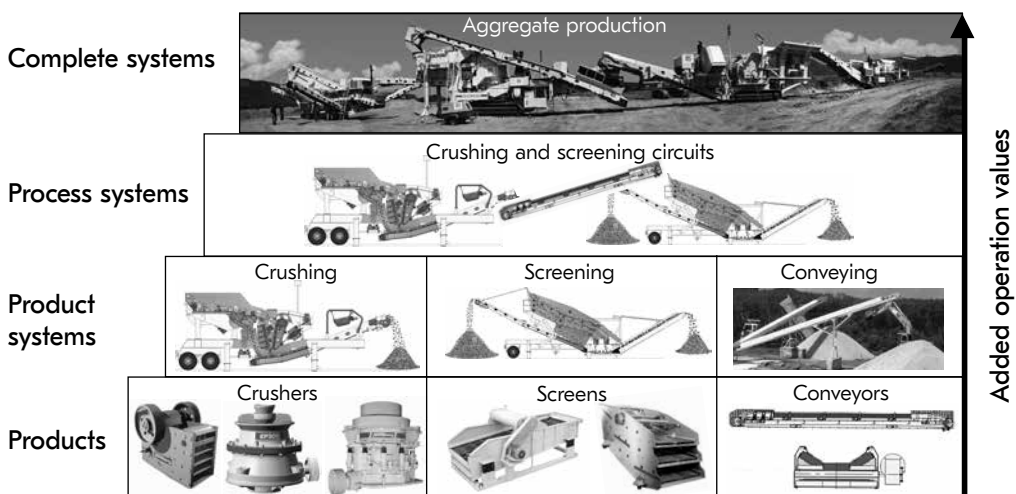 Aggregate production
Complete systems
Crushing and screening circuits
Process systems
Crushing
Screening
Conveying
Product
systems
Crushers
Screens
Conveyors
Products
Added operation values